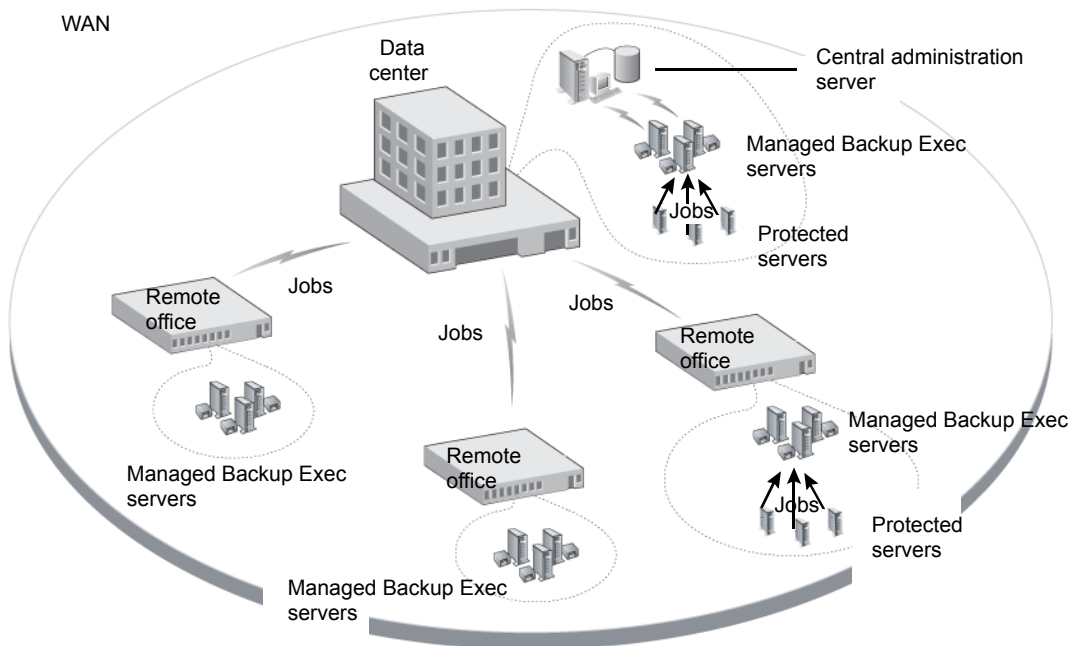 WAN
Data
center
Central administration
server
Managed Backup Exec
servers
Jobs
Protected
servers
Remote
office
Jobs
Jobs
Jobs
Remote
office
Managed Backup Exec
servers
Managed Backup Exec
servers
Remote
office
Jobs
Protected
servers
Managed Backup Exec
servers